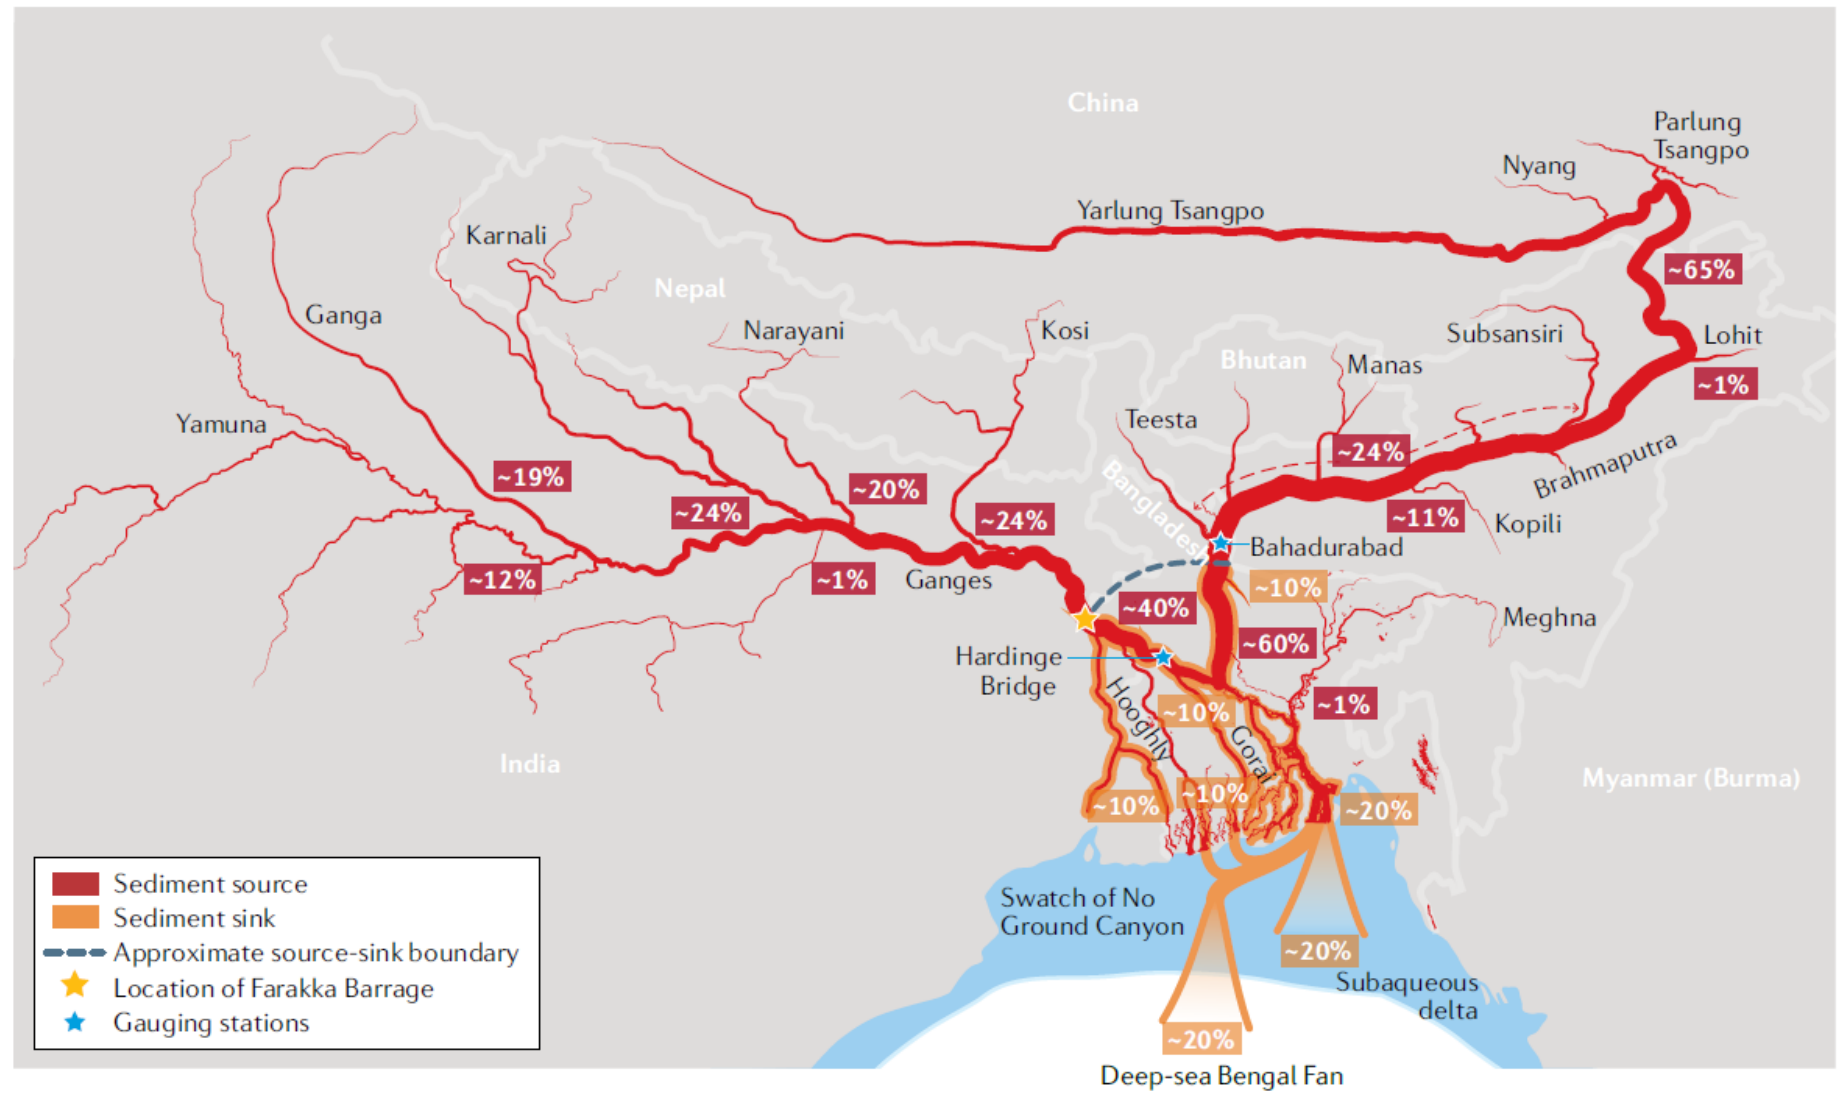 China
Parlung
Tsangpo
Nyang
Yarlung Tsangpo
Karnali
~65%
Nepal
Ganga
Narayani
Kosi
Subsansiri
Lohit
Bhutan
Manas
~1%
Teesta
Yamuna
~24%
Brahmaputra
~19%
Bangladesh
~20%
~24%
~24%
~11%
Kopili
Bahadurabad
~12%
~1%
Ganges
~10%
~40%
Meghna
Hardinge
Bridge
~60%
Hooghly
~10%
~1%
Gorai
India
Myanmar (Burma)
~10%
~10%
~20%
Sediment source
Sediment sink
Approximate source-sink boundary
Location of Farakka Barrage
Gauging stations
Swatch of No
Ground Canyon
~20%
Subaqueous
delta
~20%
Deep-sea Bengal Fan